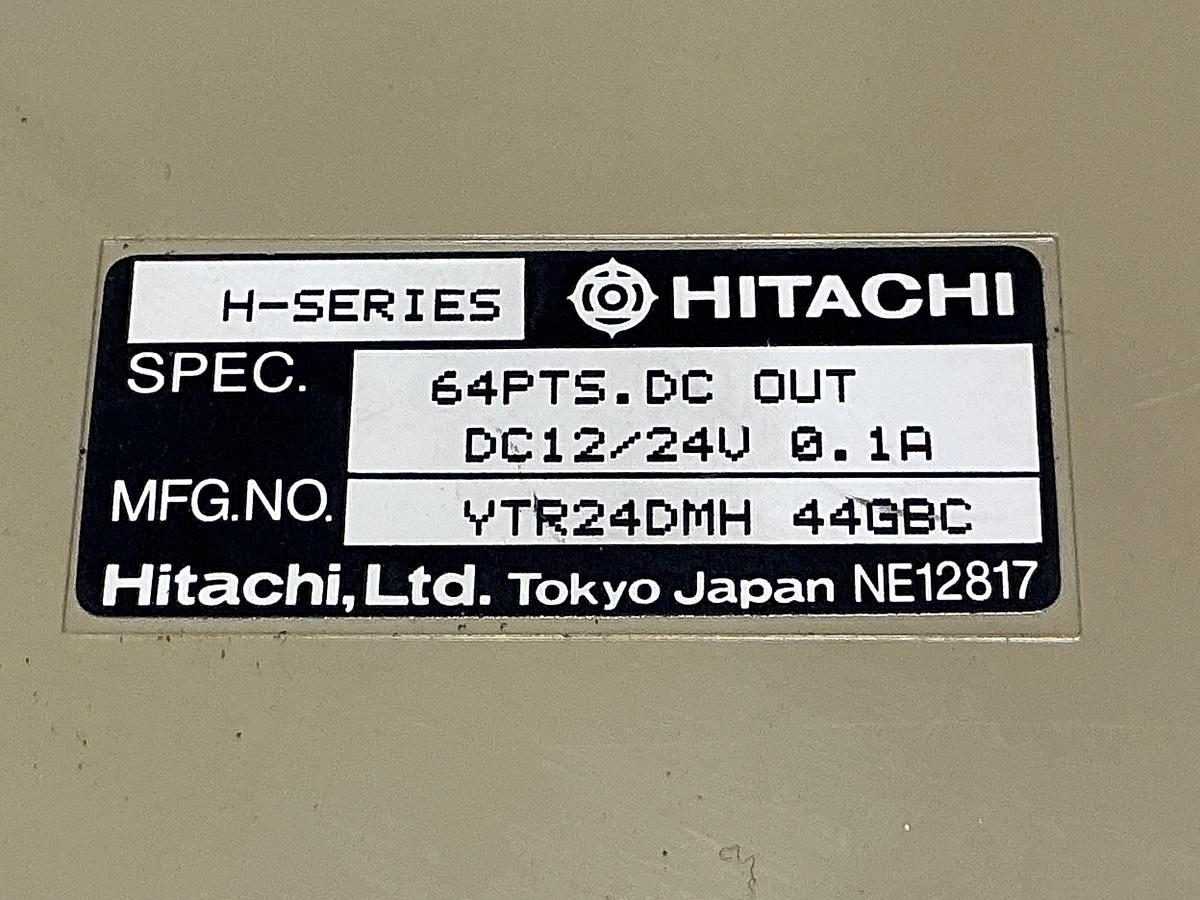 H-SERIES HITACHI
SPEC. 64PTS.DC OUT
DC12/24V 0.1A
MFG.NO. YTR24DMH 44GBC
Hitachi, Ltd. Tokyo Japan NE12817